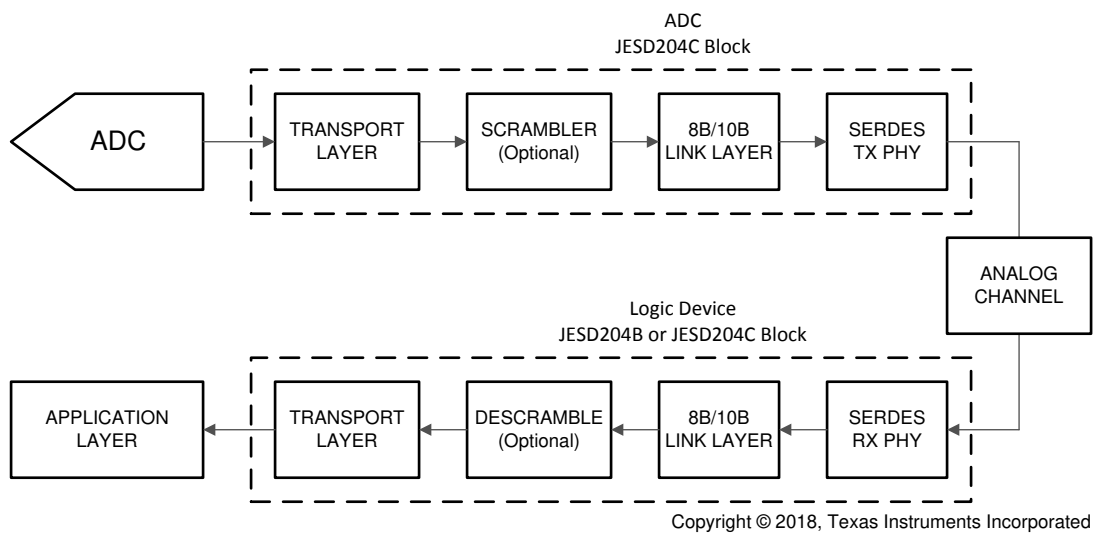 ADC
JESD204C Block
ADC
TRANSPORT
LAYER
SCRAMBLER
(Optional)
8B/10B
LINK LAYER
SERDES
TX PHY
ANALOG
CHANNEL
Logic Device
JESD204B or JESD204C Block
APPLICATION
LAYER
TRANSPORT
LAYER
DESCRAMBLE
(Optional)
8B/10B
LINK LAYER
SERDES
RX PHY
Copyright © 2018, Texas Instruments Incorporated